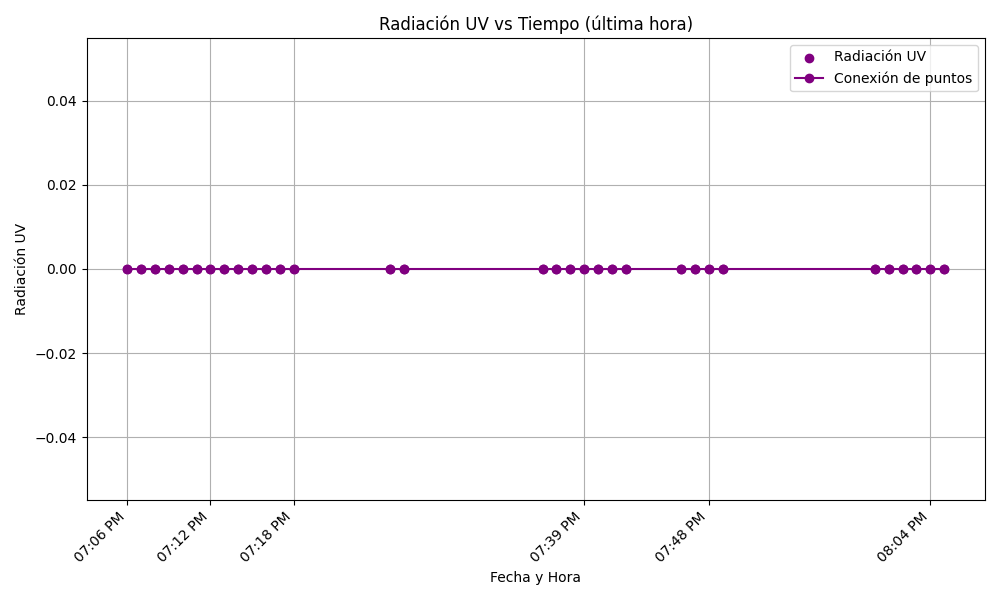 Radiación UV vs Tiempo (última hora)
Radiación UV
Conexión de puntos
0.04
0.02
0.00
−0.02
−0.04
Radiación UV
07:06 PM
07:12 PM
07:18 PM
07:39 PM
07:48 PM
08:04 PM
Fecha y Hora